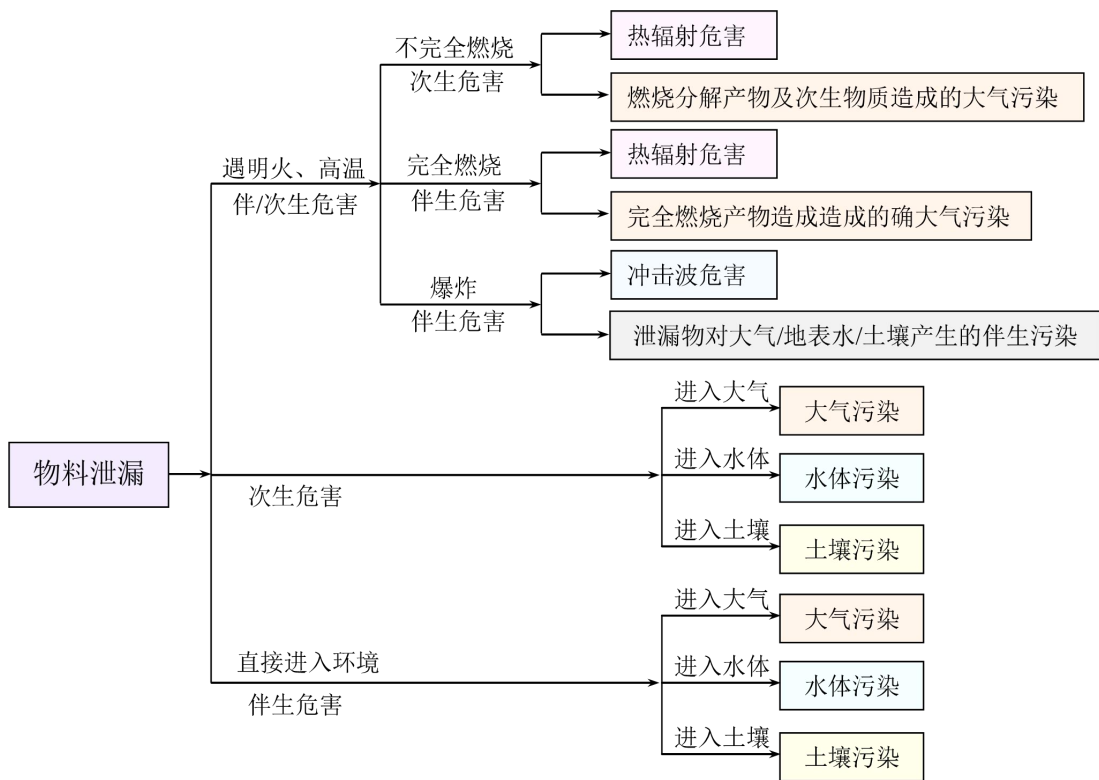 不完全燃烧
次生危害
热辐射危害
燃烧分解产物及次生物质造成的大气污染
遇明火、高温
伴/次生危害
完全燃烧
伴生危害
热辐射危害
完全燃烧产物造成造成的确大气污染
爆炸
伴生危害
冲击波危害
泄漏物对大气/地表水/土壤产生的伴生污染
物料泄漏
次生危害
进入大气
大气污染
进入水体
水体污染
进入土壤
土壤污染
直接进入环境
伴生危害
进入大气
大气污染
进入水体
水体污染
进入土壤
土壤污染